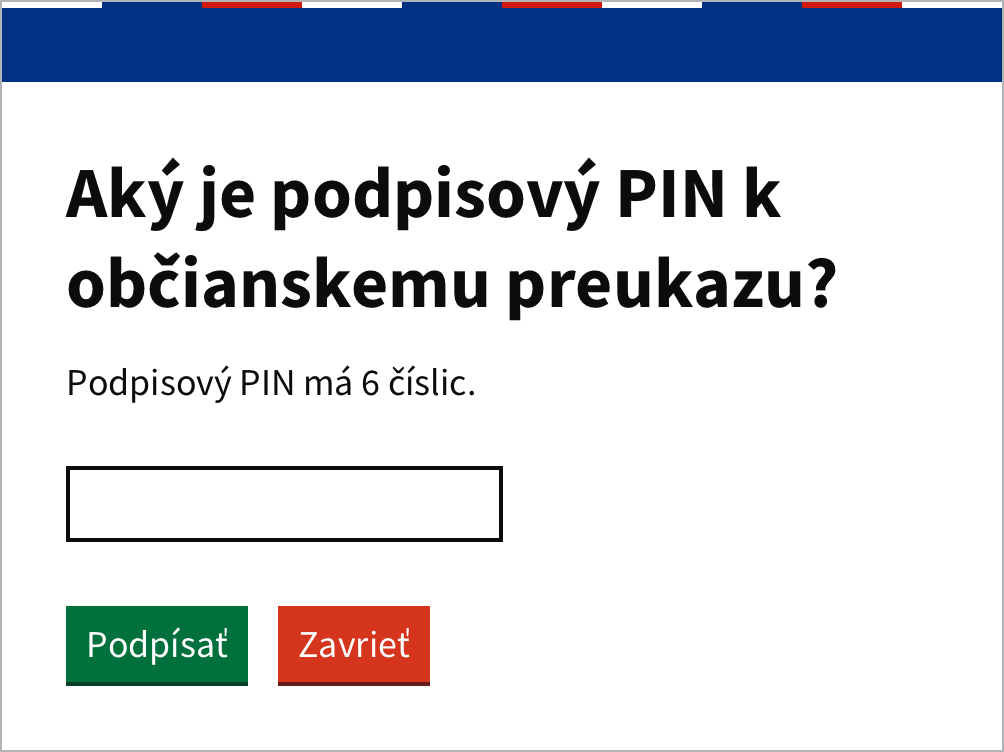 Aký je podpisový PIN k
občianskemu preukazu?
Podpisový PIN má 6 číslic.
Podpísať
Zavrieť